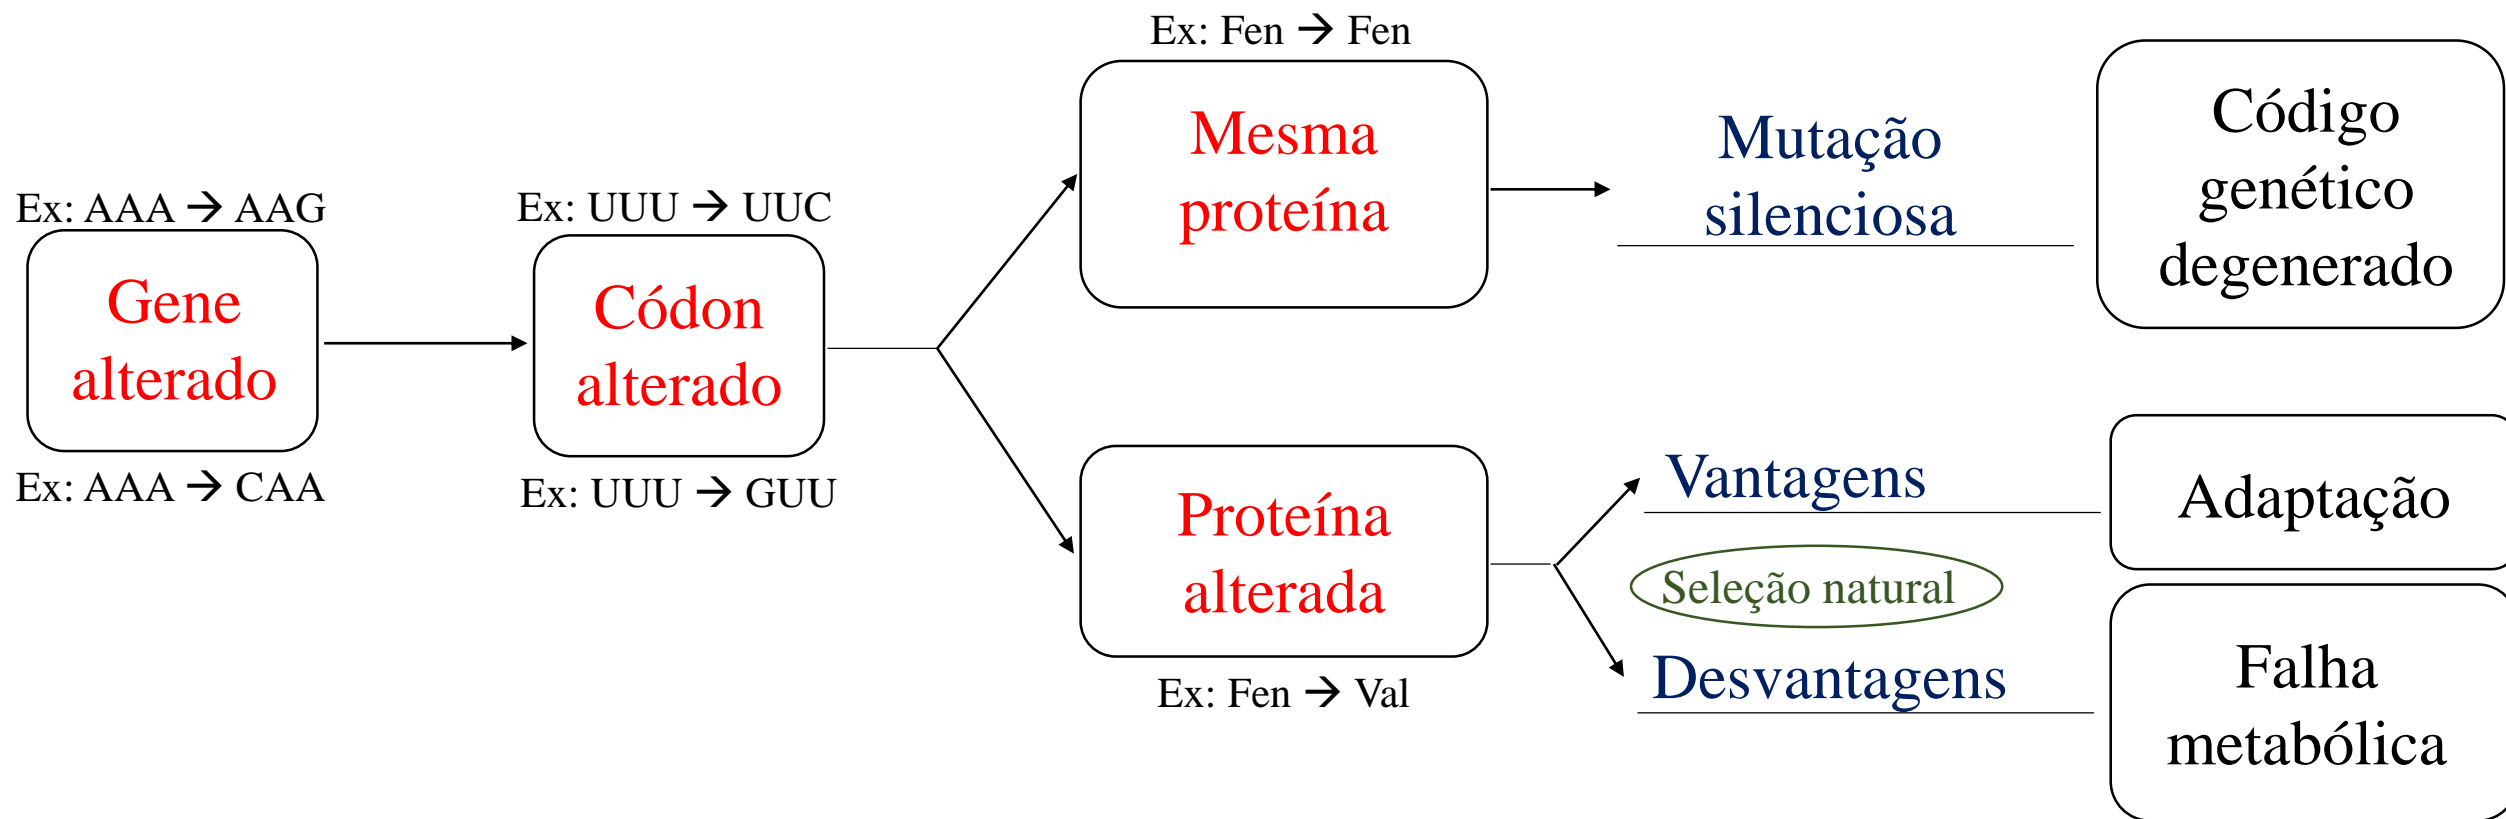 Ex: Fen → Fen
Mesma
proteína
Mutação
silenciosa
Código
genético
degenerado
Ex: AAA → AAG
Gene
alterado
Ex: AAA → CAA
Ex: UUU → UUC
Códon
alterado
Ex: UUU → GUU
Proteína
alterada
Ex: Fen → Val
Vantagens
Adaptação
Seleção natural
Desvantagens
Falha
metabólica